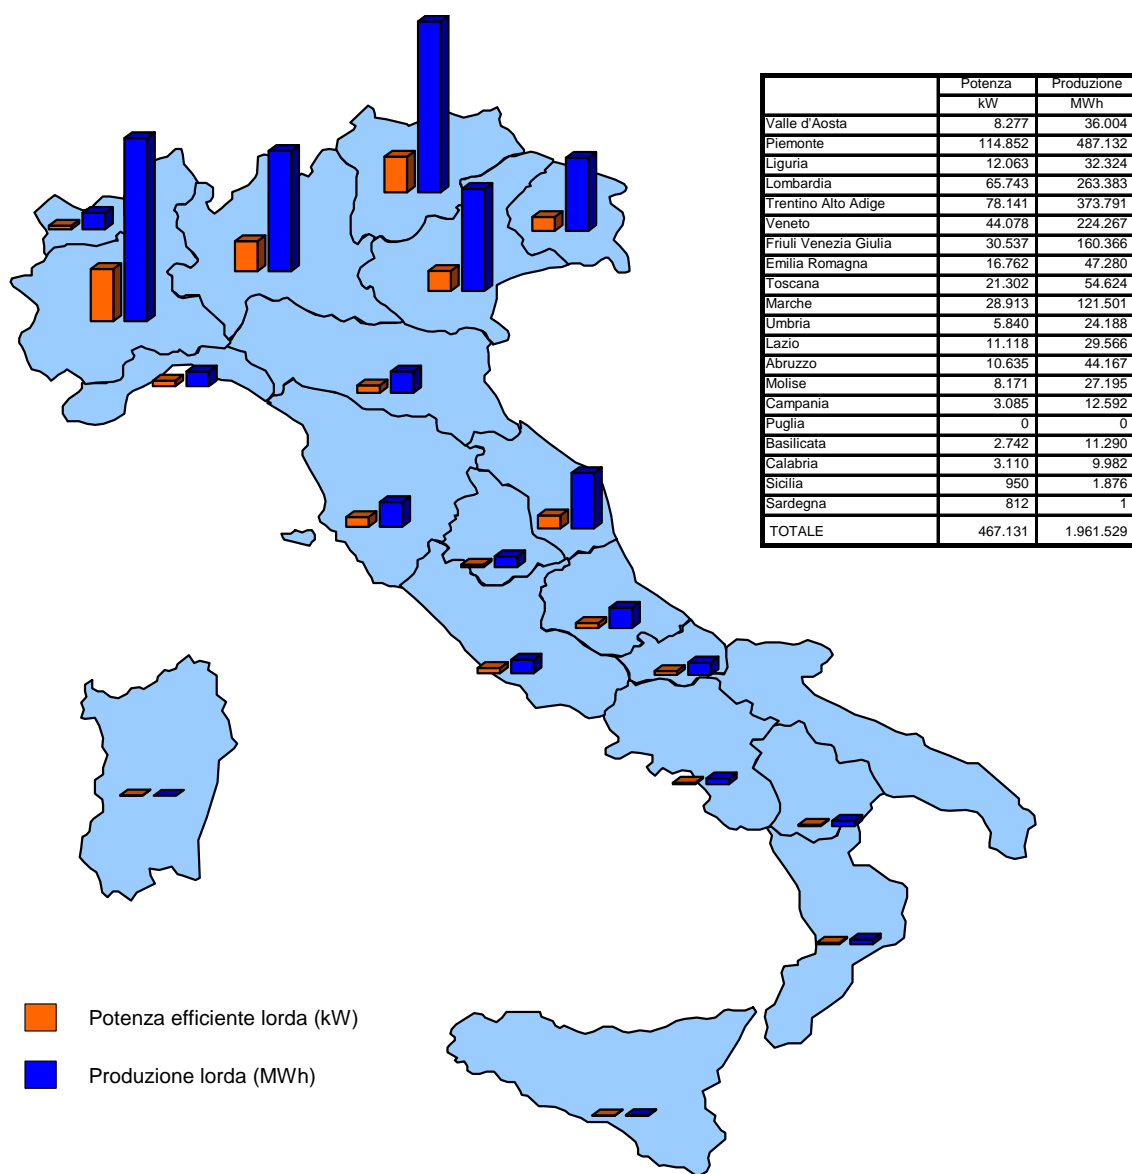 Potenza Produzione
kW MWh
Valle d'Aosta 8.277 36.004
Piemonte 114.852 487.132
Liguria 12.063 32.324
Lombardia 65.743 263.383
Trentino Alto Adige 78.141 373.791
Veneto 44.078 224.267
Friuli Venezia Giulia 30.537 160.366
Emilia Romagna 16.762 47.280
Toscana 21.302 54.624
Marche 28.913 121.501
Umbria 5.840 24.188
Lazio 11.118 29.566
Abruzzo 10.635 44.167
Molise 8.171 27.195
Campania 3.085 12.592
Puglia 0 0
Basilicata 2.742 11.290
Calabria 3.110 9.982
Sicilia 950 1.876
Sardegna 812 1
TOTALE 467.131 1.961.529
Potenza efficiente lorda (kW)
Produzione lorda (MWh)